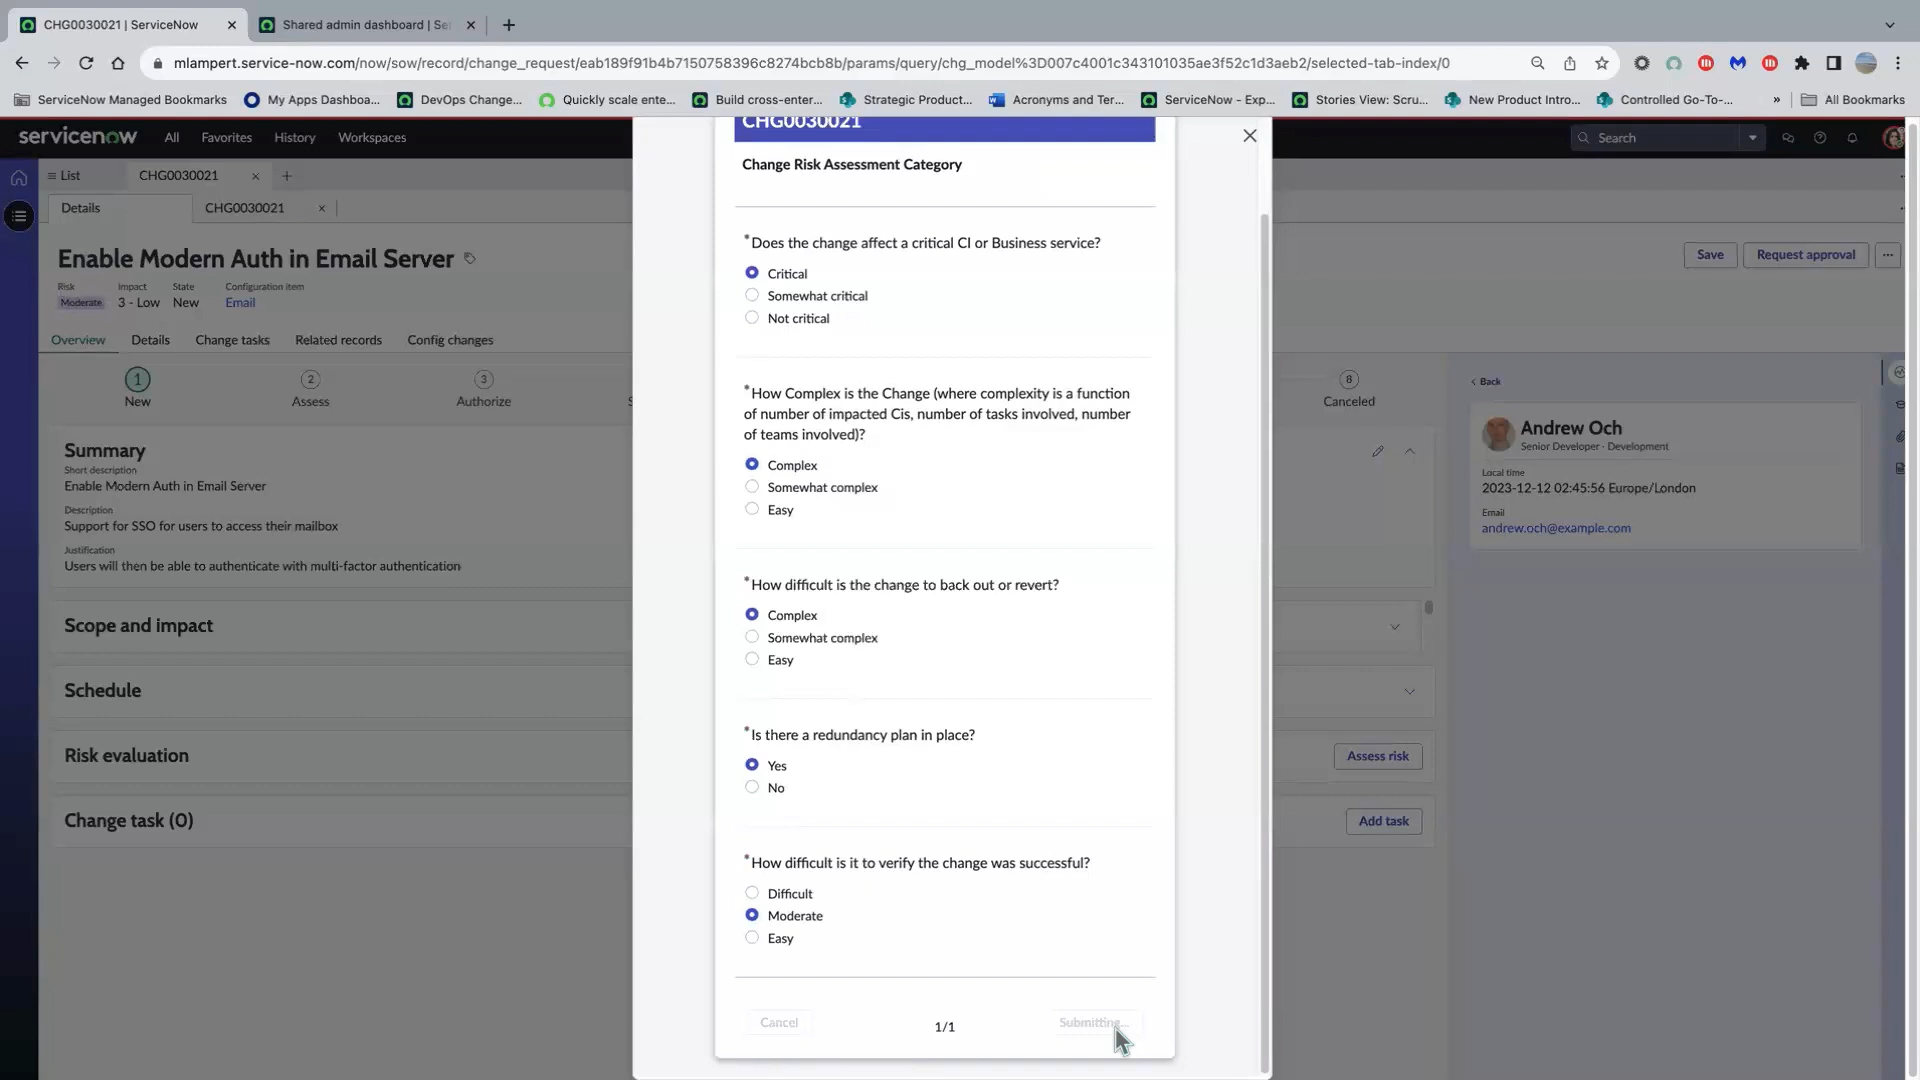 CHG0030021 | ServiceNow
Shared admin dashboard | Se
mlampert.service-now.com/now/sow/record/change_request/eab189f91b4b7150758396c8274bcb8b/params/query/chg_model%3D007c4001c343101035ae3f52c1d3aeb2/selected-tab-index/0
ServiceNow Managed Bookmarks
My Apps Dashboa...
DevOps Change...
Quickly scale ente...
Build cross-enter...
Strategic Product...
Acronyms and Ter...
ServiceNow - Exp...
Stories View: Scru...
New Product Intro...
Controlled Go-To-...
»
All Bookmarks
servicenow
All
Favorites
History
Workspaces
Search
List
CHG0030021
Details
CHG0030021
Enable Modern Auth in Email Server
Save
Request approval
Risk
Impact
State
Configuration item
Moderate
3 - Low
New
Email
Overview
Details
Change tasks
Related records
Config changes
1
New
2
Assess
3
Authorize
S
8
Canceled
Summary
Short description
Enable Modern Auth in Email Server
Description
Support for SSO for users to access their mailbox
Justification
Users will then be able to authenticate with multi-factor authentication
Scope and impact
Schedule
Risk evaluation
Assess risk
Change task (0)
Add task
CHG0030021
Change Risk Assessment Category
*Does the change affect a critical CI or Business service?
Critical
Somewhat critical
Not critical
*How Complex is the Change (where complexity is a function
of number of impacted Cis, number of tasks involved, number
of teams involved)?
Complex
Somewhat complex
Easy
*How difficult is the change to back out or revert?
Complex
Somewhat complex
Easy
*Is there a redundancy plan in place?
Yes
No
*How difficult is it to verify the change was successful?
Difficult
Moderate
Easy
Cancel
1/1
Submitting...
< Back
Andrew Och
Senior Developer · Development
Local time
2023-12-12 02:45:56 Europe/London
Email
andrew.och@example.com